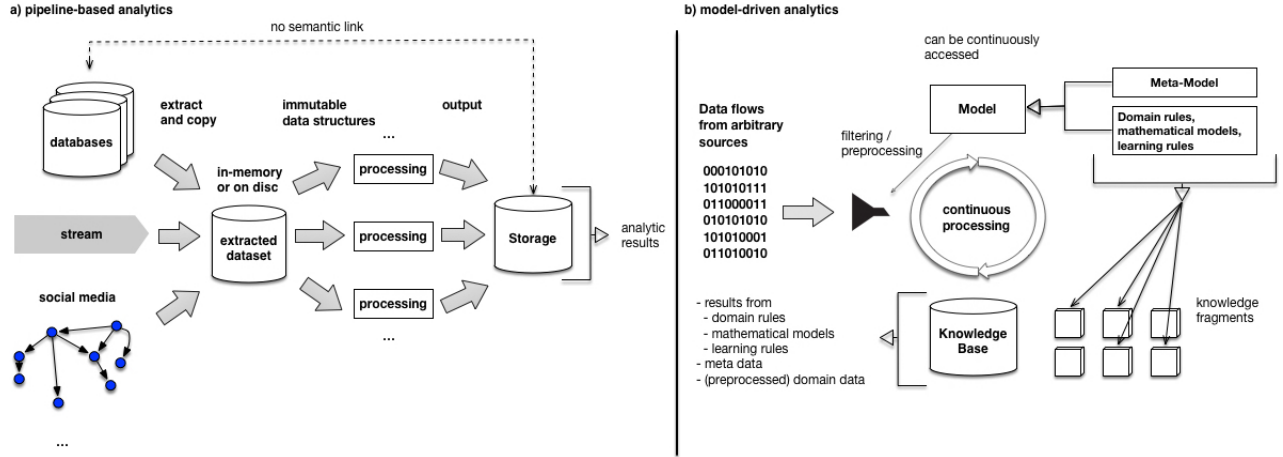 a) pipeline-based analytics
no semantic link
databases
extract
and copy
immutable
data structures
output
...
in-memory
or on disc
processing
stream
extracted
dataset
processing
Storage
analytic
results
social media
processing
...
...
b) model-driven analytics
can be continuously
accessed
Model
Meta-Model
Domain rules,
mathematical models,
learning rules
Data flows
from arbitrary
sources
filtering /
preprocessing
000101010
101010111
011000011
010101010
101010001
011010010
continuous
processing
- results from
- domain rules
- mathematical models
- learning rules
- meta data
- (preprocessed) domain data
Knowledge
Base
knowledge
fragments